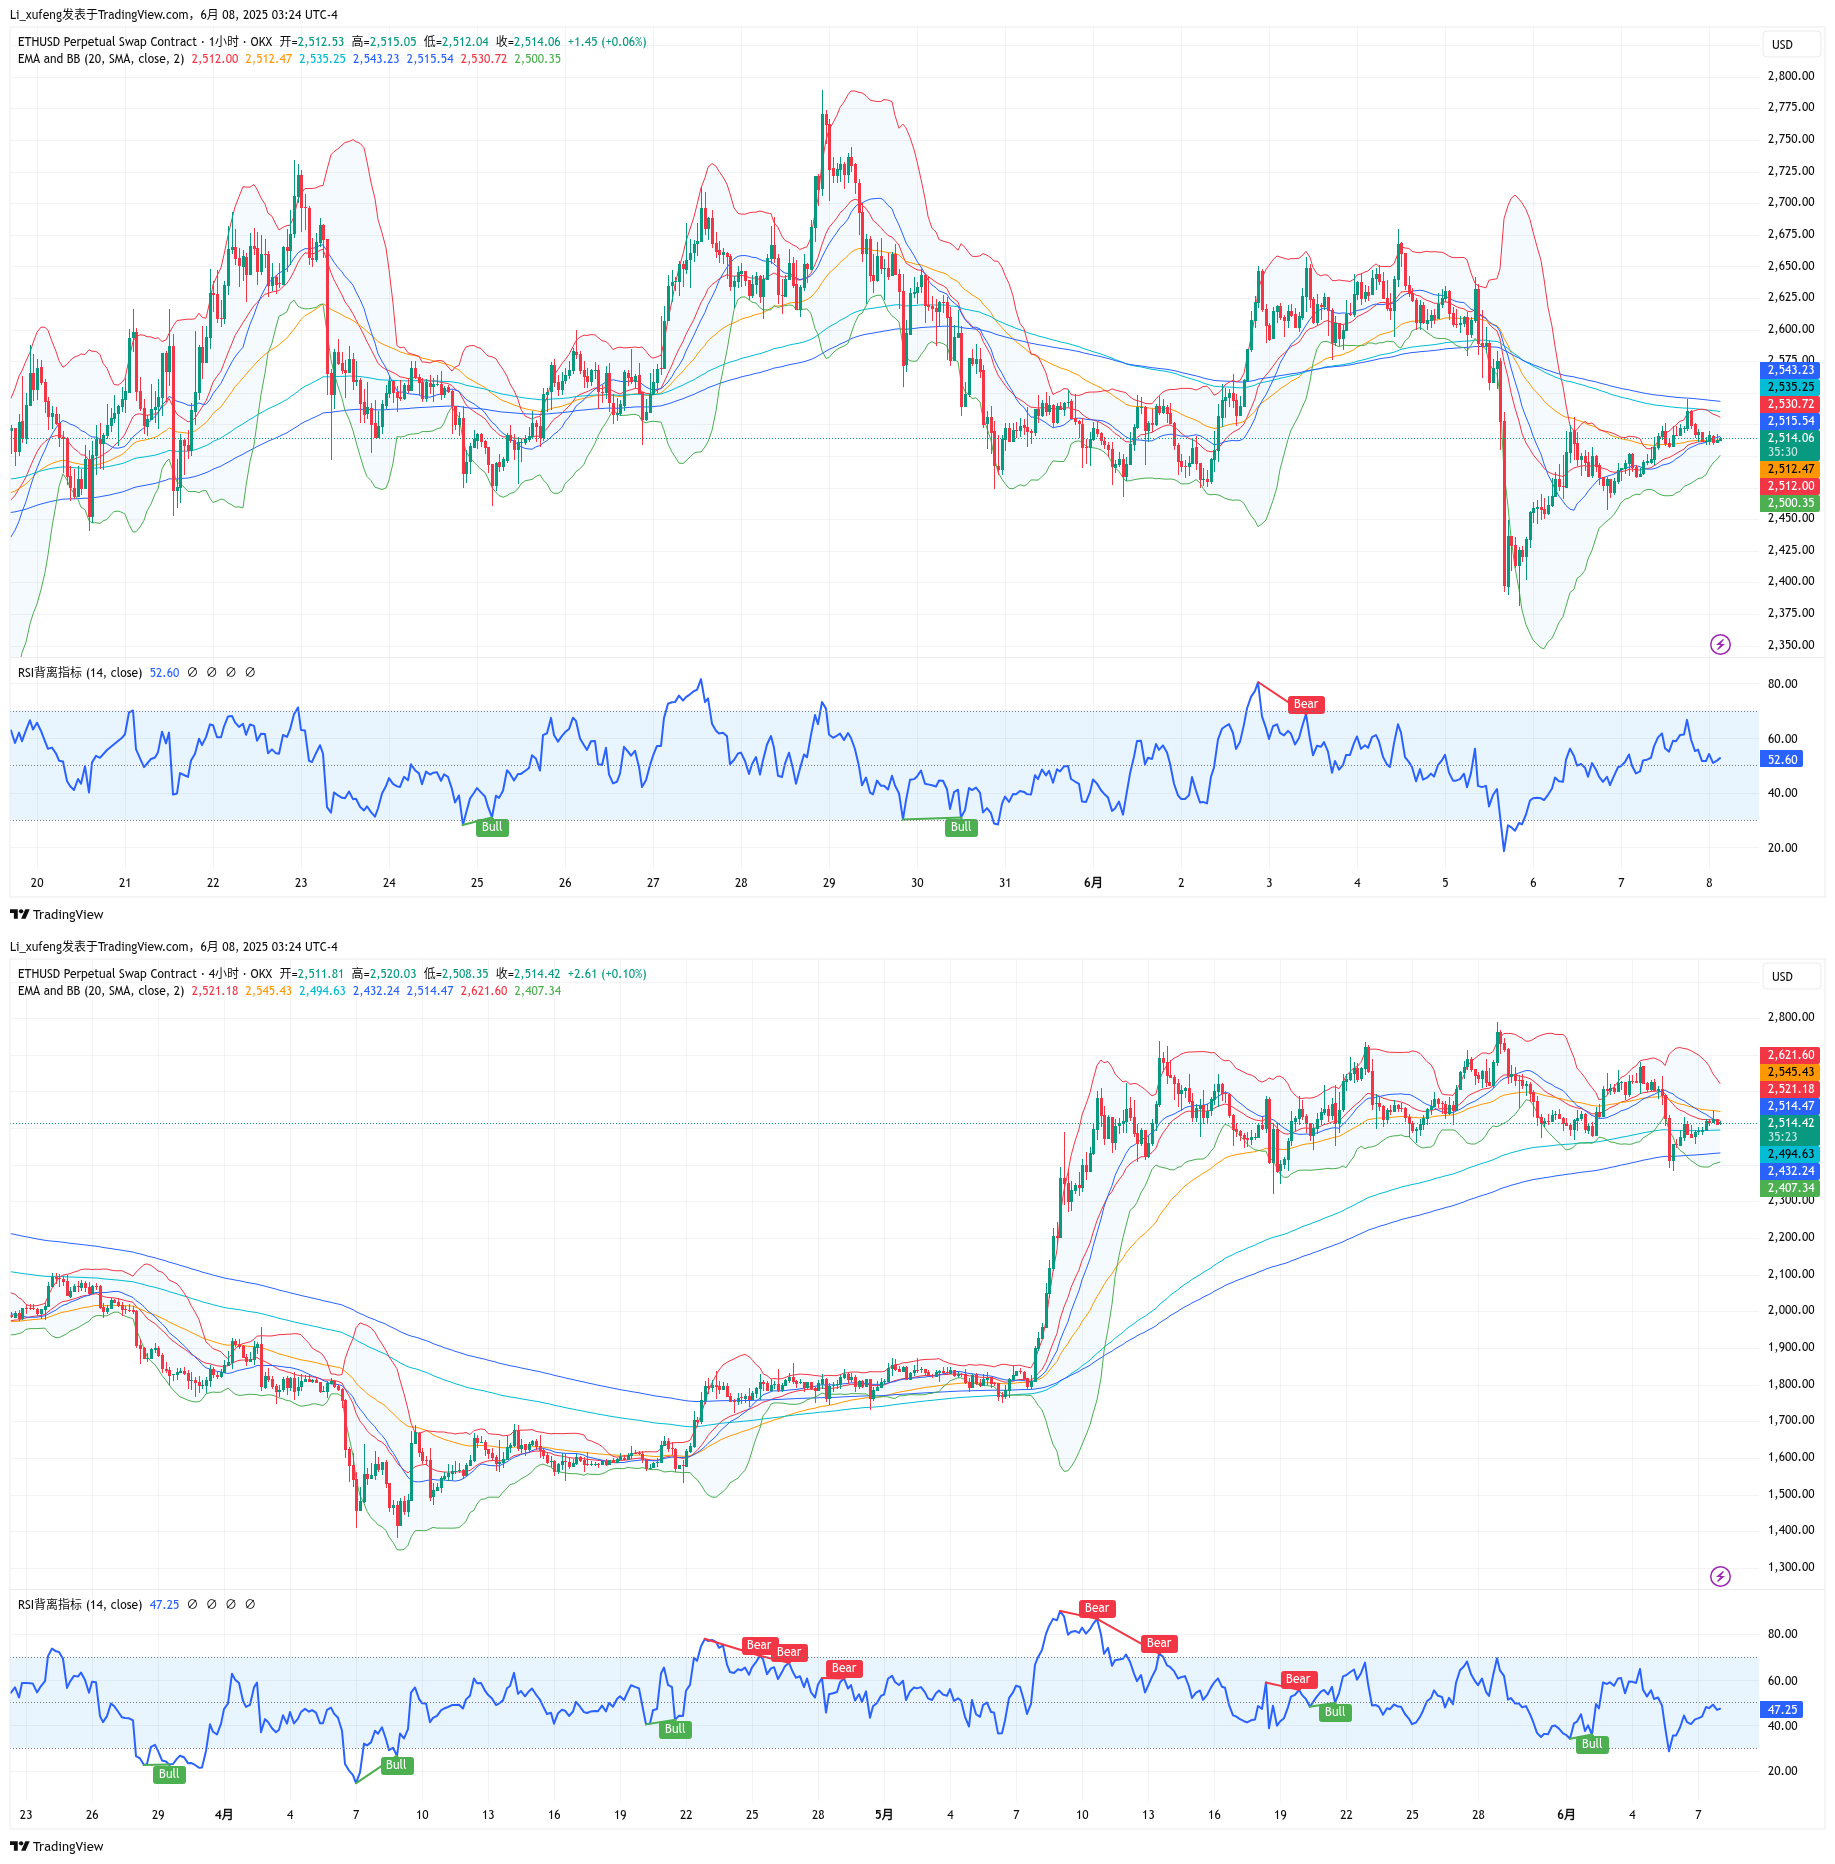 Li_xufeng发表于TradingView.com，6月 08, 2025 03:24 UTC-4
ETHUSD Perpetual Swap Contract · 1小时 · OKX 开=2,512.53 高=2,515.05 低=2,512.04 收=2,514.06 +1.45 (+0.06%)
EMA and BB (20, SMA, close, 2) 2,512.00 2,512.47 2,535.25 2,543.23 2,515.54 2,530.72 2,500.35
USD
2,800.00
2,775.00
2,750.00
2,725.00
2,700.00
2,675.00
2,650.00
2,625.00
2,600.00
2,575.00
2,543.23
2,535.25
2,530.72
2,515.54
2,514.06
35:30
2,512.47
2,512.00
2,500.35
2,450.00
2,425.00
2,400.00
2,375.00
2,350.00
RSI背离指标 (14, close) 52.60 ∅ ∅ ∅ ∅
80.00
Bear
60.00
52.60
40.00
Bull Bull
20.00
20 21 22 23 24 25 26 27 28 29 30 31 6月 2 3 4 5 6 7 8
TradingView
Li_xufeng发表于TradingView.com，6月 08, 2025 03:24 UTC-4
ETHUSD Perpetual Swap Contract · 4小时 · OKX 开=2,511.81 高=2,520.03 低=2,508.35 收=2,514.42 +2.61 (+0.10%)
EMA and BB (20, SMA, close, 2) 2,521.18 2,545.43 2,494.63 2,432.24 2,514.47 2,621.60 2,407.34
USD
2,800.00
2,621.60
2,545.43
2,521.18
2,514.47
2,514.42
35:23
2,494.63
2,432.24
2,407.34
2,300.00
2,200.00
2,100.00
2,000.00
1,900.00
1,800.00
1,700.00
1,600.00
1,500.00
1,400.00
1,300.00
RSI背离指标 (14, close) 47.25 ∅ ∅ ∅ ∅
Bear
80.00
Bear Bear Bear
Bear Bear
60.00
47.25
Bull
40.00
Bull
Bull
Bull
Bull
20.00
23 26 29 4月 4 7 10 13 16 19 22 25 28 5月 4 7 10 13 16 19 22 25 28 6月 4 7
TradingView